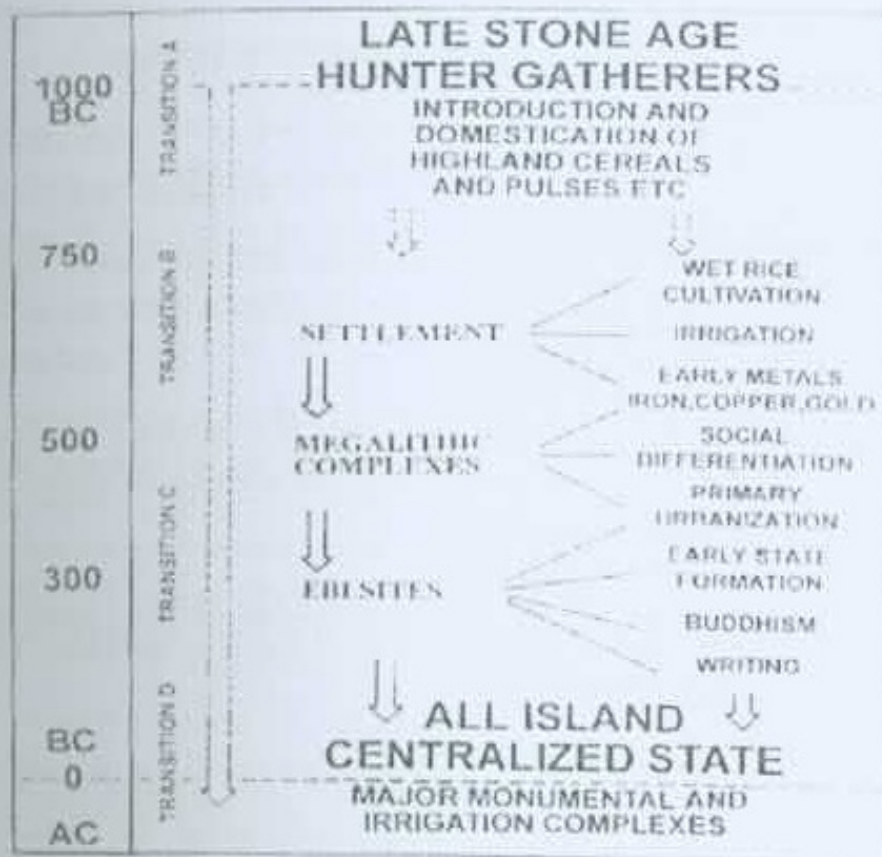 LATE STONE AGE
HUNTER GATHERERS
INTRODUCTION AND
DOMESTICATION OF
HIGHLAND CEREALS
AND PULSES ETC
1000
BC
750
500
300
BC
0
AC
TRANSITION A
TRANSITION B
TRANSITION C
TRANSITION D
SETTLEMENT
WET RICE
CULTIVATION
IRRIGATION
EARLY METALS
IRON,COPPER,GOLD
MEGALITHIC
COMPLEXES
SOCIAL
DIFFERENTIATION
PRIMARY
URBANIZATION
EBI SITES
EARLY STATE
FORMATION
BUDDHISM
WRITING
ALL ISLAND
CENTRALIZED STATE
MAJOR MONUMENTAL AND
IRRIGATION COMPLEXES